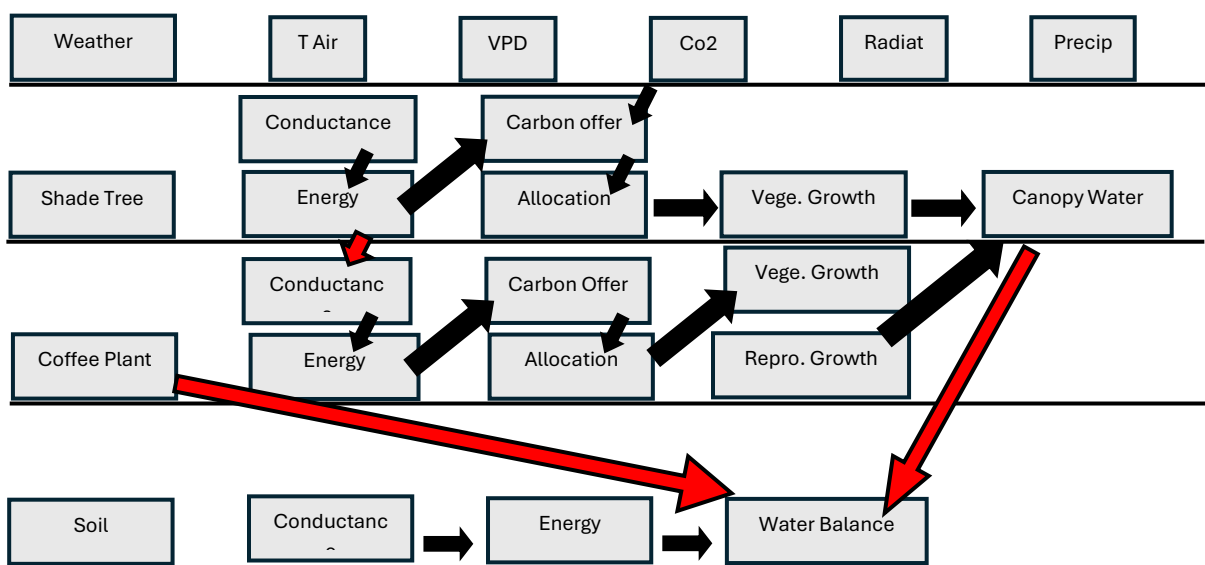 Weather
T Air
VPD
Co2
Radiat
Precip
Conductance
Carbon offer
Shade Tree
Energy
Allocation
Vege. Growth
Canopy Water
Conductanc
Carbon Offer
Vege. Growth
Coffee Plant
Energy
Allocation
Repro. Growth
Soil
Conductanc
Energy
Water Balance